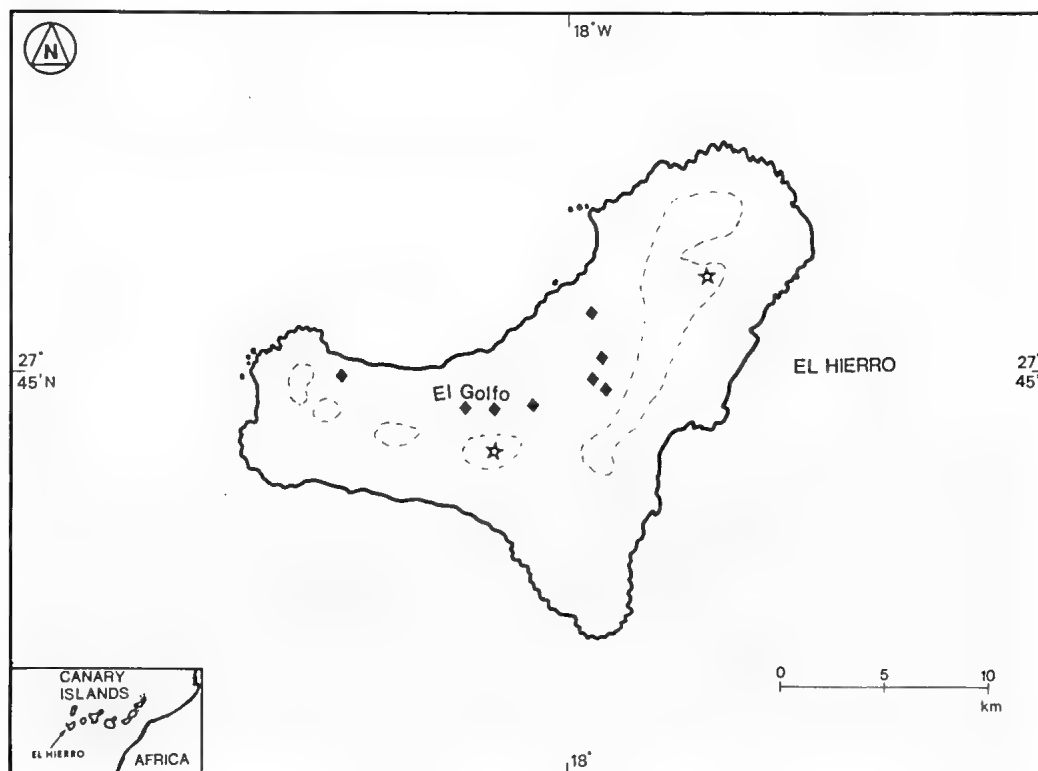 N
18°W
27°
45'N
El Golfo
EL HIERRO
27°
45'
0 5 10
km
CANARY
ISLANDS
EL HIERRO
AFRICA
18°